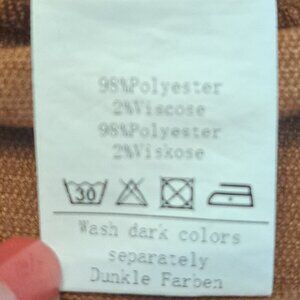 98%Polyester
2%Viscose
98%Polyester
2%Viskose
30
Wash dark colors
separately
Dunkle Farben